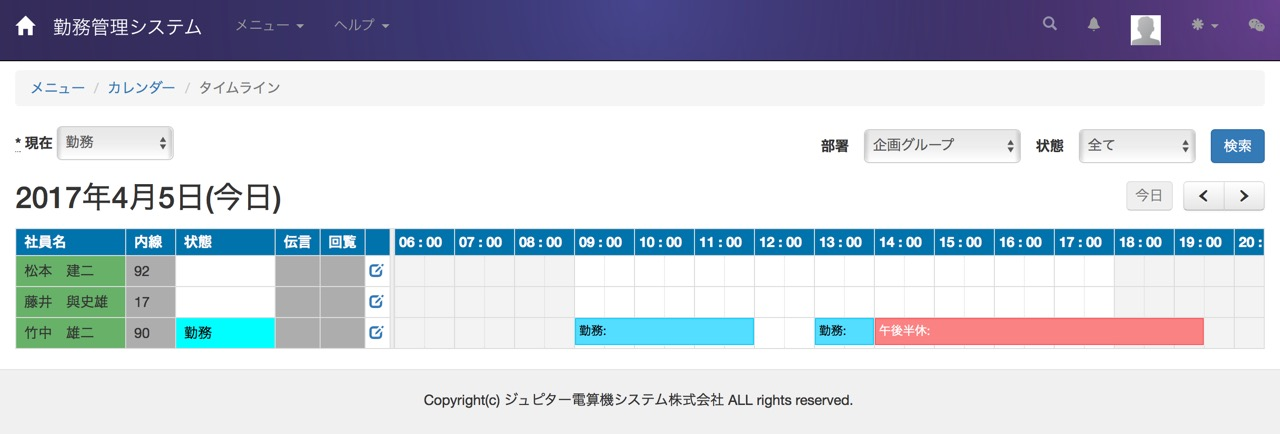 勤務管理システム メニュー ヘルプ
メニュー / カレンダー / タイムライン
* 現在 勤務 部署 企画グループ 状態 全て 検索
2017年4月5日(今日) 今日
社員名 内線 状態 伝言 回覧 06 : 00 07 : 00 08 : 00 09 : 00 10 : 00 11 : 00 12 : 00 13 : 00 14 : 00 15 : 00 16 : 00 17 : 00 18 : 00 19 : 00 20 :
松本 建二 92
藤井 與史雄 17
竹中 雄二 90 勤務 勤務: 勤務: 午後半休:
Copyright(c) ジュピター電算機システム株式会社 ALL rights reserved.